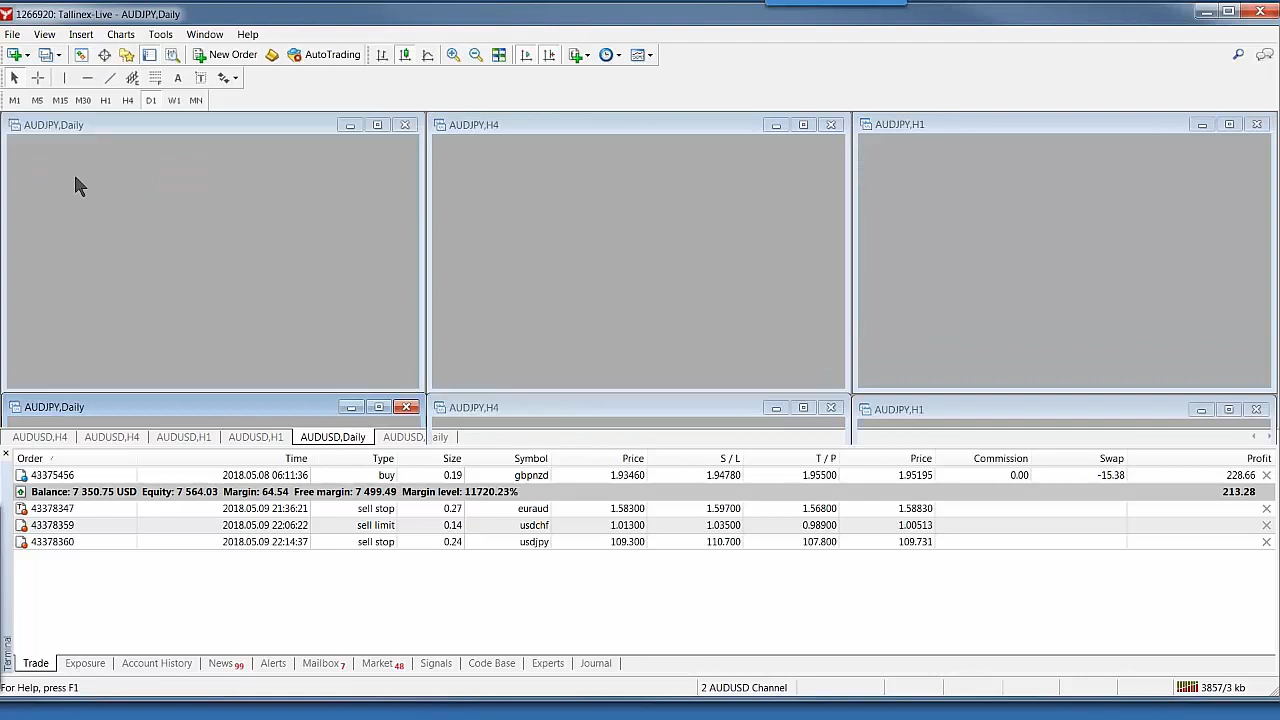 1266920: Tallinex-Live - AUDJPY,Daily
File View Insert Charts Tools Window Help
New Order AutoTrading
A T
M1 M5 M15 M30 H1 H4 D1 W1 MN
AUDJPY,Daily AUDJPY,H4 AUDJPY,H1
AUDJPY,Daily AUDJPY,H4 AUDJPY,H1
AUDUSD,H4 AUDUSD,H4 AUDUSD,H1 AUDUSD,H1 AUDUSD,Daily AUDUSD, aily
Order Time Type Size Symbol Price S / L T / P Price Commission Swap Profit
43375456 2018.05.08 06:11:36 buy 0.19 gbpnzd 1.93460 1.94780 1.95500 1.95195 0.00 -15.38 228.66
Balance: 7 350.75 USD Equity: 7 564.03 Margin: 64.54 Free margin: 7 499.49 Margin level: 11720.23% 213.28
43378347 2018.05.09 21:36:21 sell stop 0.27 euraud 1.58300 1.59700 1.56800 1.58830
43378359 2018.05.09 22:06:22 sell limit 0.14 usdchf 1.01300 1.03500 0.98900 1.00513
43378360 2018.05.09 22:14:37 sell stop 0.24 usdjpy 109.300 110.700 107.800 109.731
Terminal
Trade Exposure Account History News 99 Alerts Mailbox 7 Market 48 Signals Code Base Experts Journal
For Help, press F1 2 AUDUSD Channel 3857/3 kb